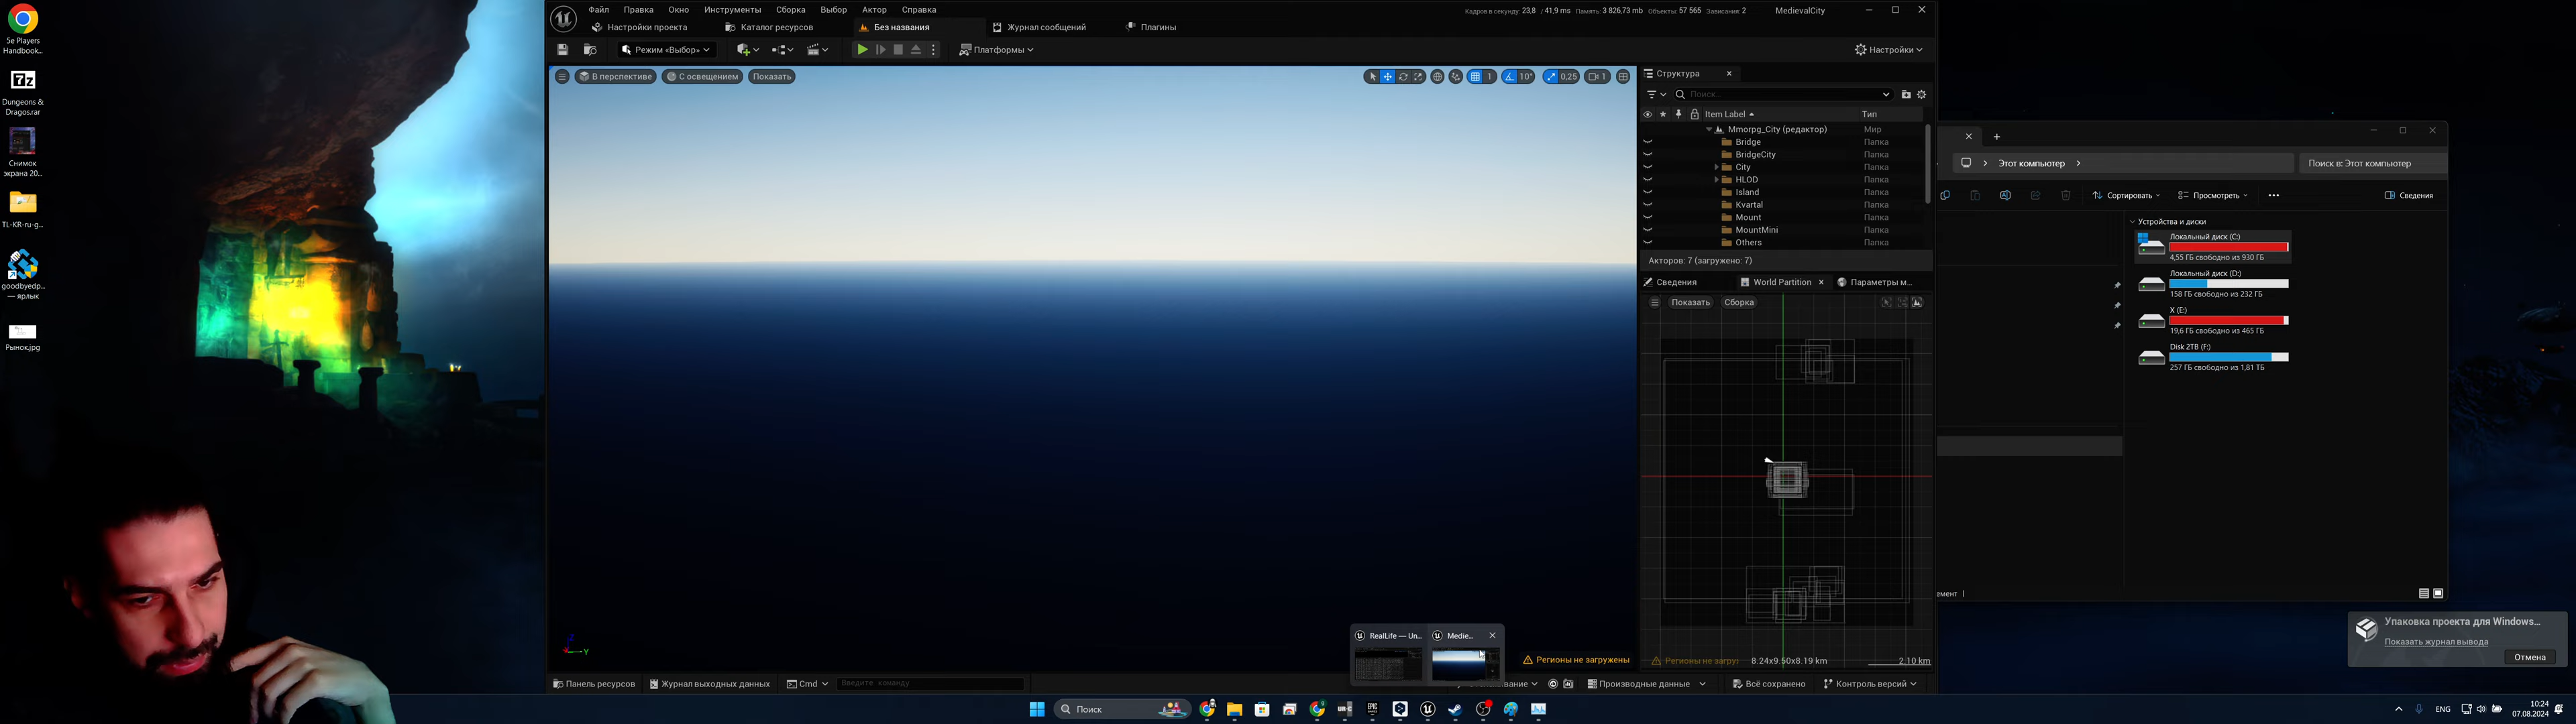 5e Players
Handbook...
Dungeons &
Dragos.rar
Снимок
экрана 20...
TL-KR-ru-g...
goodbyedp...
— ярлык
Рынок.jpg
Файл Правка Окно Инструменты Сборка Выбор Актор Справка
Кадров в секунду: 23,8 / 41,9 ms Память: 3 826,73 mb Объекты: 57 565 Зависания: 2
MedievalCity
Настройки проекта Каталог ресурсов Без названия Журнал сообщений Плагины
Режим «Выбор» Платформы Настройки
В перспективе С освещением Показать
1 10° 0,25 1
Структура
Поиск...
Item Label Тип
Mmorpg_City (редактор) Мир
Bridge Папка
BridgeCity Папка
City Папка
HLOD Папка
Island Папка
Kvartal Папка
Mount Папка
MountMini Папка
Others Папка
Акторов: 7 (загружено: 7)
Сведения World Partition Параметры м...
Показать Сборка
Регионы не загружены
Регионы не загру: 8.24x9.50x8.19 km 2.10 km
Z
Y
RealLife — Un... Medie...
Панель ресурсов Журнал выходных данных Cmd Введите команду
Производные данные Всё сохранено Контроль версий
Этот компьютер Поиск в: Этот компьютер
Сортировать Просмотреть ... Сведения
Устройства и диски
Локальный диск (C:)
4,55 ГБ свободно из 930 ГБ
Локальный диск (D:)
158 ГБ свободно из 232 ГБ
X (E:)
19,6 ГБ свободно из 465 ГБ
Disk 2TB (F:)
257 ГБ свободно из 1,81 ТБ
емент
Упаковка проекта для Windows...
Показать журнал вывода
Отмена
Поиск
ENG
10:24
07.08.2024